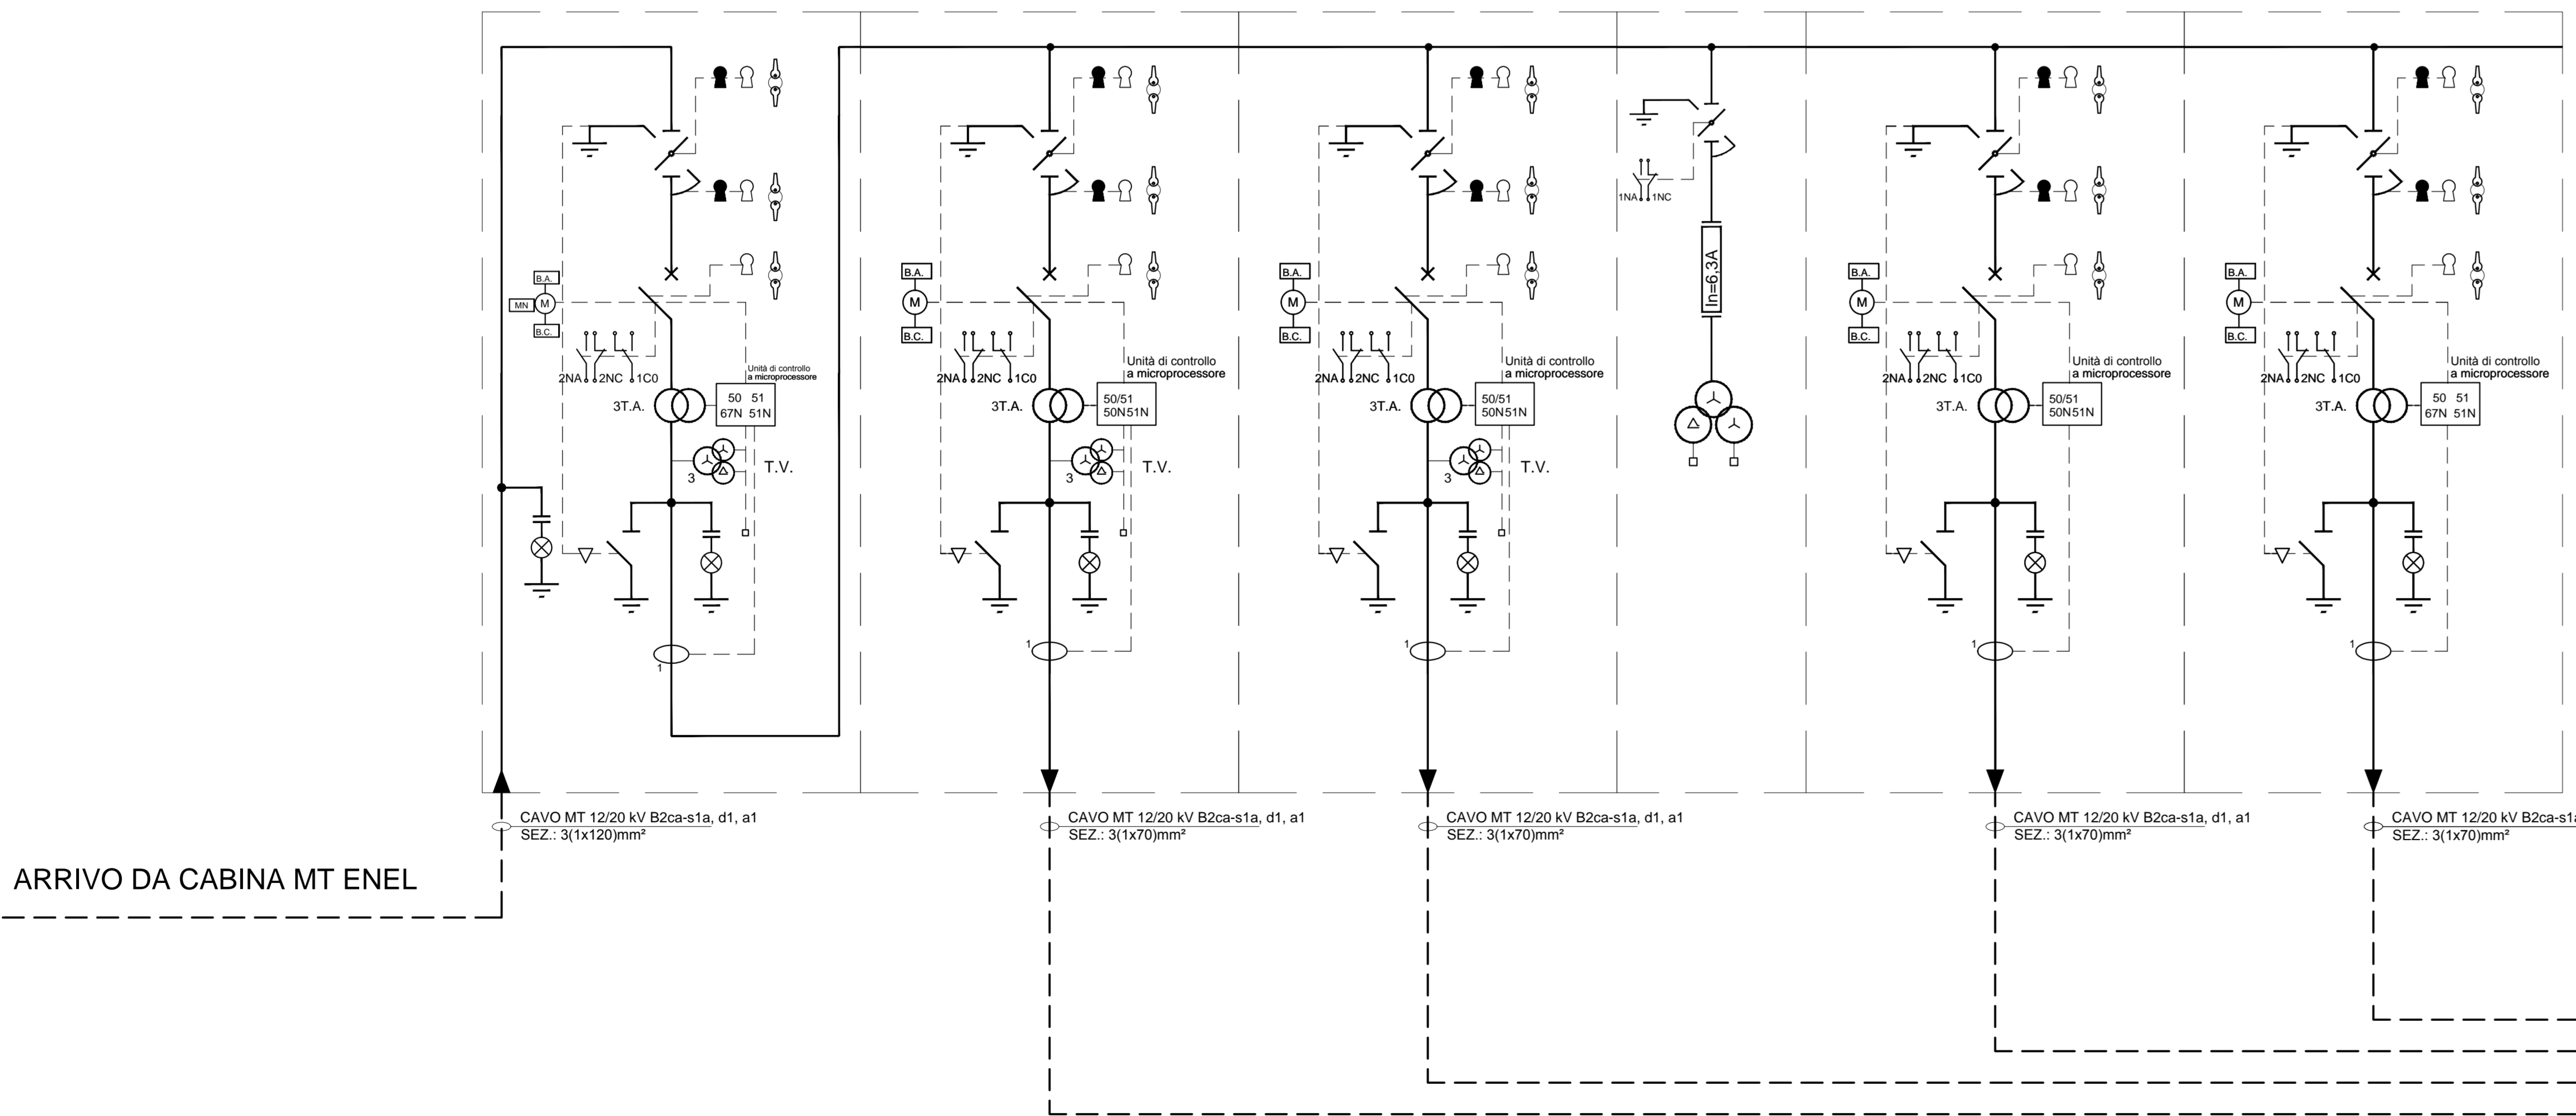 B.A.
MN
M
B.C.
2NA
2NC
1C0
Unità di controllo
a microprocessore
3T.A.
50 51
67N 51N
3
T.V.
1
CAVO MT 12/20 kV B2ca-s1a, d1, a1
SEZ.: 3(1x120)mm²
B.A.
M
B.C.
2NA
2NC
1C0
Unità di controllo
a microprocessore
3T.A.
50/51
50N51N
3
T.V.
1
CAVO MT 12/20 kV B2ca-s1a, d1, a1
SEZ.: 3(1x70)mm²
B.A.
M
B.C.
2NA
2NC
1C0
Unità di controllo
a microprocessore
3T.A.
50/51
50N51N
3
T.V.
1
CAVO MT 12/20 kV B2ca-s1a, d1, a1
SEZ.: 3(1x70)mm²
1NA
1NC
In=6,3A
B.A.
M
B.C.
2NA
2NC
1C0
Unità di controllo
a microprocessore
3T.A.
50/51
50N51N
1
CAVO MT 12/20 kV B2ca-s1a, d1, a1
SEZ.: 3(1x70)mm²
B.A.
M
B.C.
2NA
2NC
1C0
Unità di controllo
a microprocessore
3T.A.
50 51
67N 51N
1
CAVO MT 12/20 kV B2ca-s1a
SEZ.: 3(1x70)mm²
ARRIVO DA CABINA MT ENEL